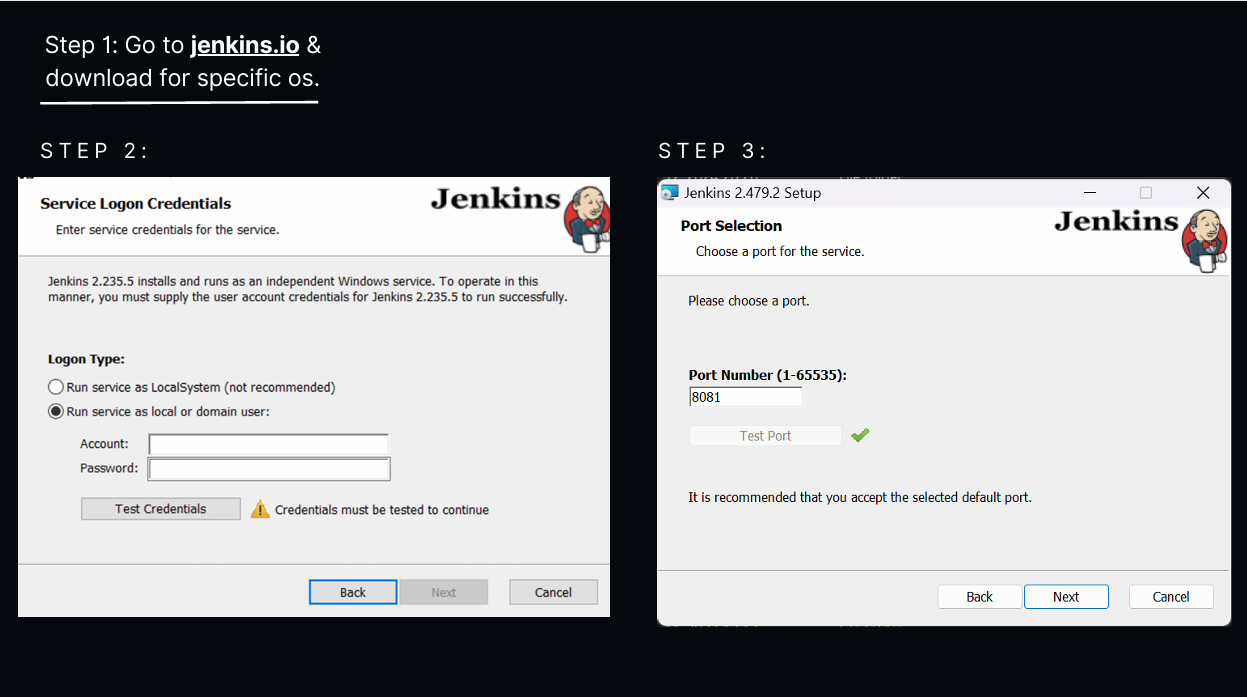 Step 1: Go to jenkins.io &
download for specific os.
STEP 2:
Service Logon Credentials
Enter service credentials for the service.
Jenkins
Jenkins 2.235.5 installs and runs as an independent Windows service. To operate in this
manner, you must supply the user account credentials for Jenkins 2.235.5 to run successfully.
Logon Type:
Run service as LocalSystem (not recommended)
Run service as local or domain user:
Account:
Password:
Test Credentials
Credentials must be tested to continue
Back
Next
Cancel
STEP 3:
Jenkins 2.479.2 Setup
Port Selection
Choose a port for the service.
Jenkins
Please choose a port.
Port Number (1-65535):
8081
Test Port
It is recommended that you accept the selected default port.
Back
Next
Cancel